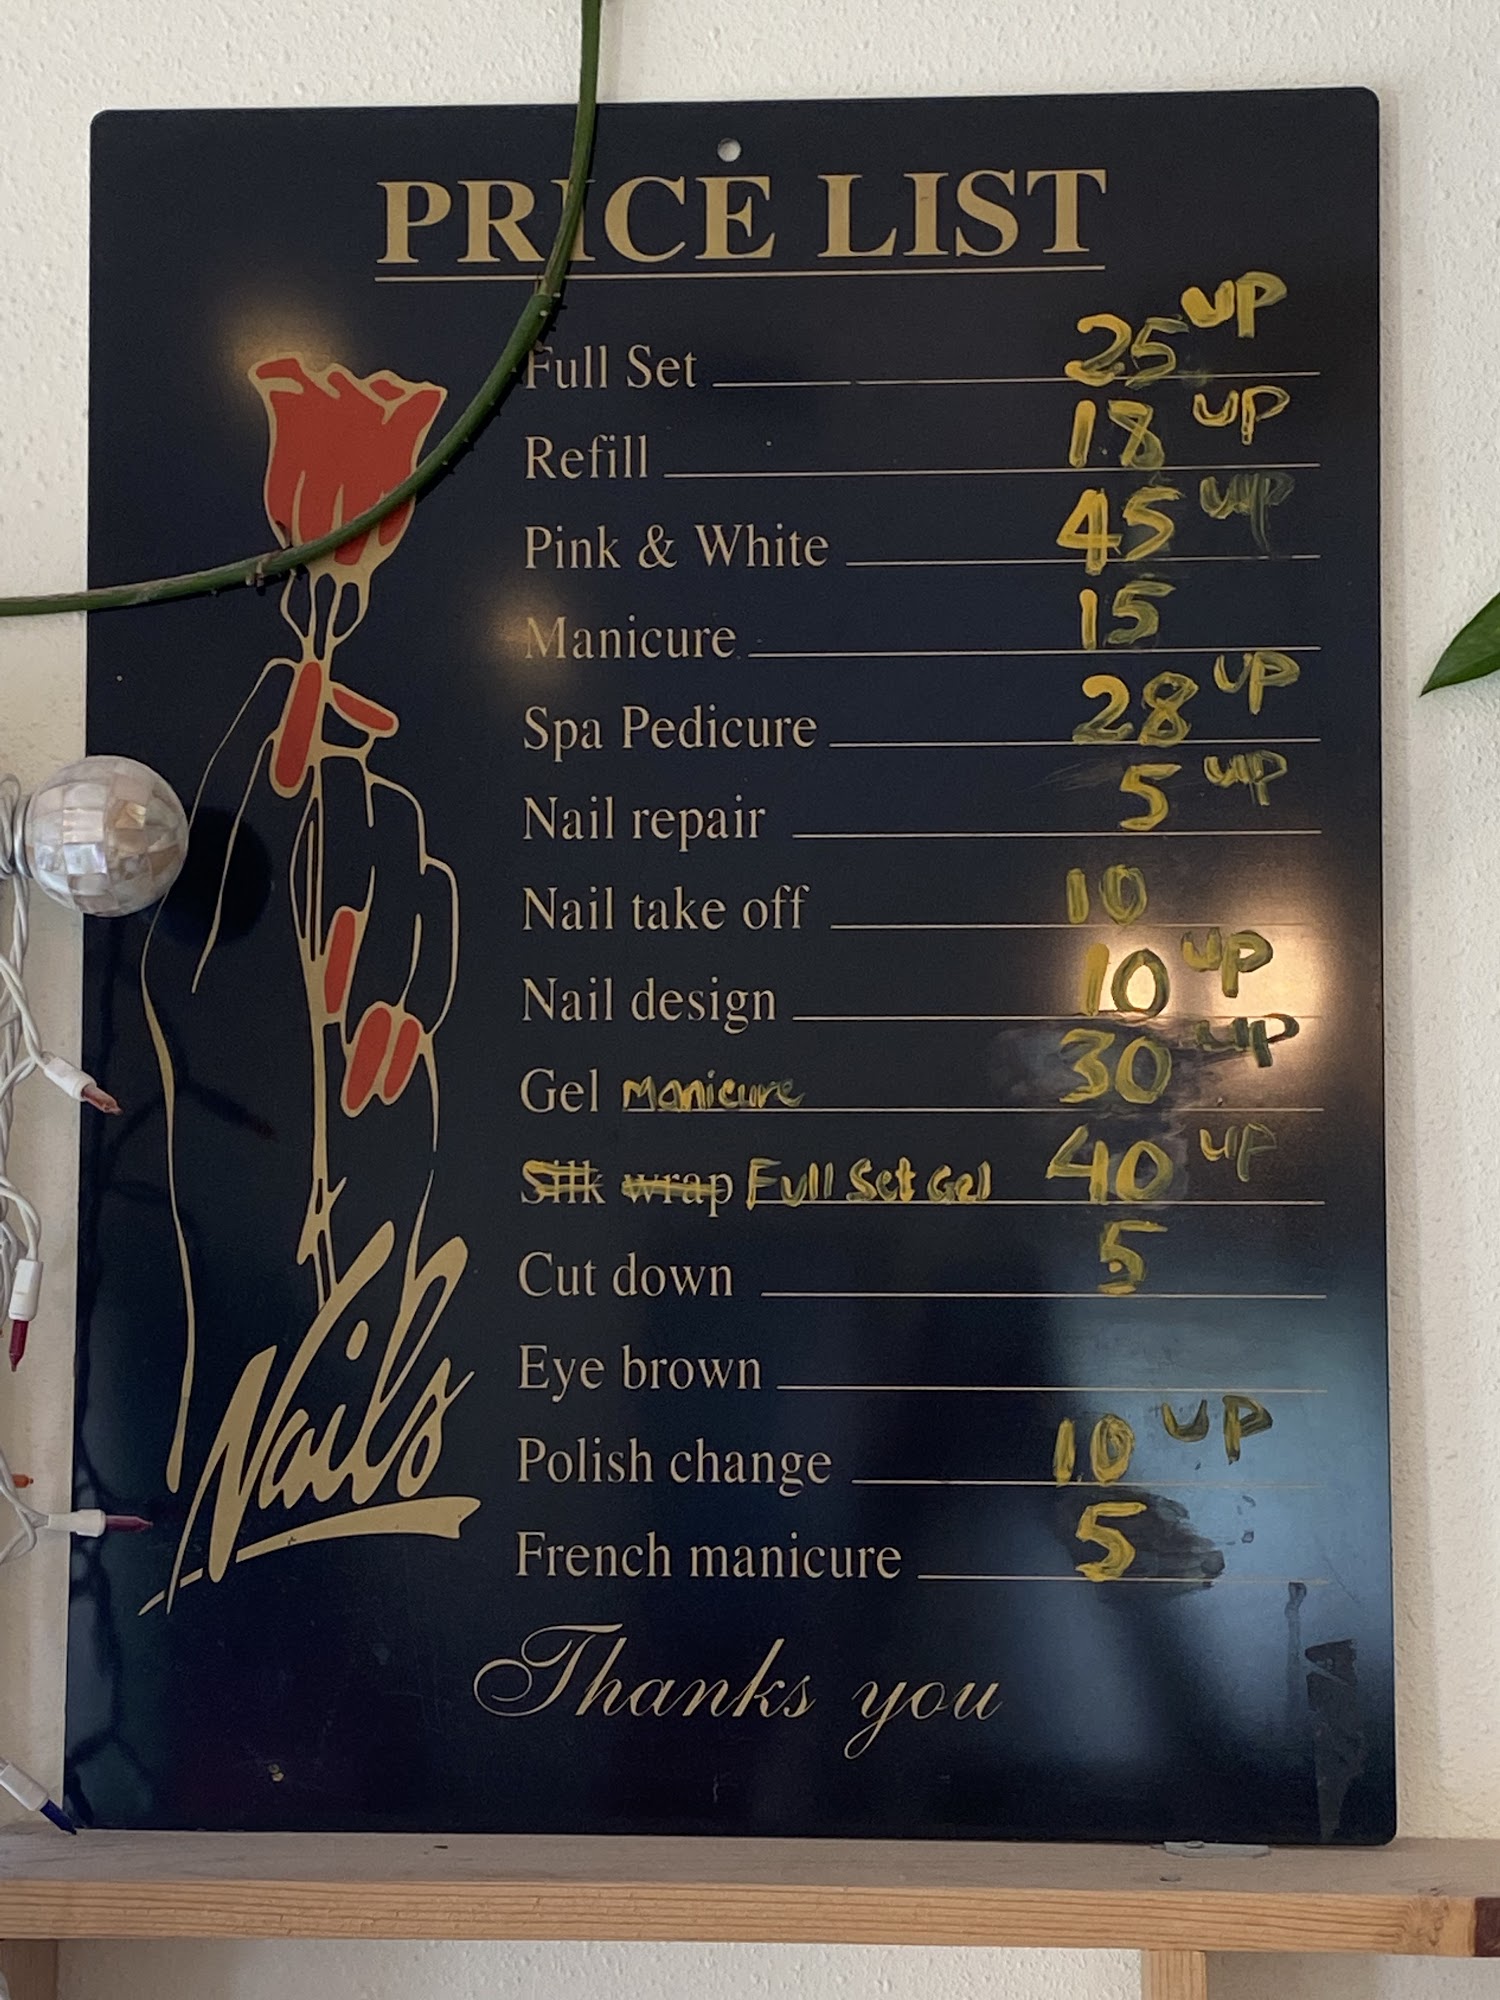 PRICE LIST
Full Set 25 UP
Refill 18 UP
Pink & White 45 UP
Manicure 15
Spa Pedicure 28 UP
Nail repair 5 UP
Nail take off 10
Nail design 10 UP
Gel Manicure 30 UP
Silk wrap Full Set Gel 40 UP
Cut down 5
Eye brown
Polish change 10 UP
French manicure 5
Nails
Thanks you